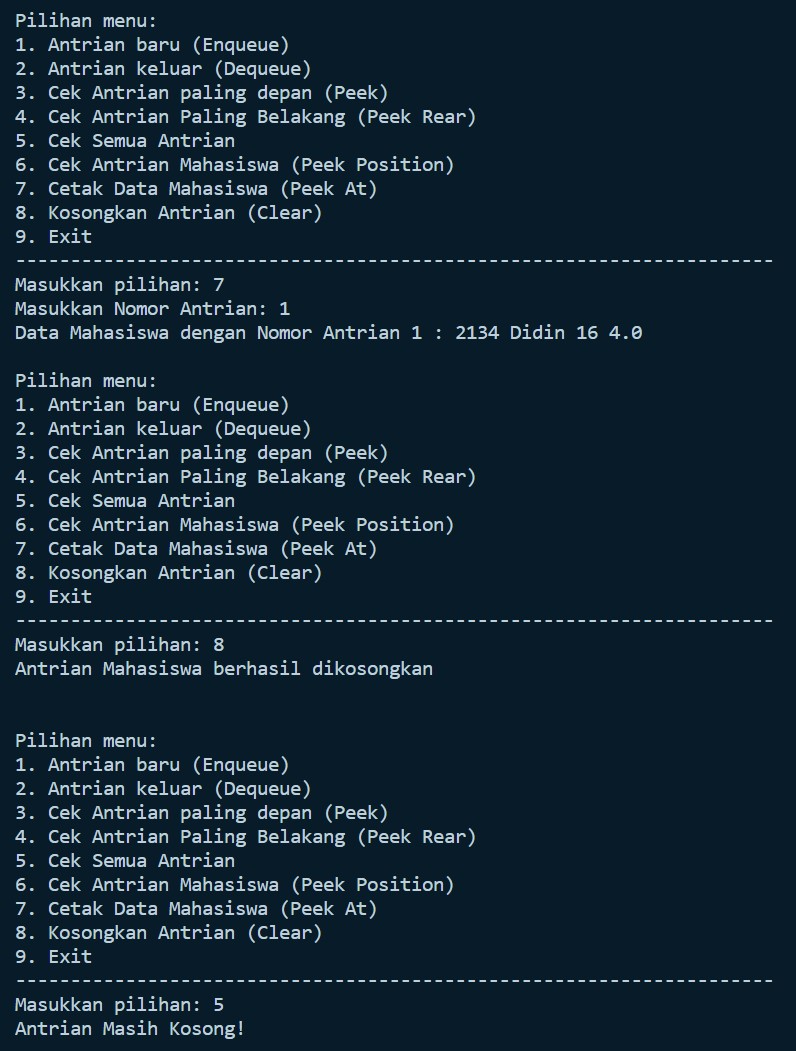 Pilihan menu:
1. Antrian baru (Enqueue)
2. Antrian keluar (Dequeue)
3. Cek Antrian paling depan (Peek)
4. Cek Antrian Paling Belakang (Peek Rear)
5. Cek Semua Antrian
6. Cek Antrian Mahasiswa (Peek Position)
7. Cetak Data Mahasiswa (Peek At)
8. Kosongkan Antrian (Clear)
9. Exit
---------------------------------------------------------------------
Masukkan pilihan: 7
Masukkan Nomor Antrian: 1
Data Mahasiswa dengan Nomor Antrian 1 : 2134 Didin 16 4.0
Pilihan menu:
1. Antrian baru (Enqueue)
2. Antrian keluar (Dequeue)
3. Cek Antrian paling depan (Peek)
4. Cek Antrian Paling Belakang (Peek Rear)
5. Cek Semua Antrian
6. Cek Antrian Mahasiswa (Peek Position)
7. Cetak Data Mahasiswa (Peek At)
8. Kosongkan Antrian (Clear)
9. Exit
---------------------------------------------------------------------
Masukkan pilihan: 8
Antrian Mahasiswa berhasil dikosongkan
Pilihan menu:
1. Antrian baru (Enqueue)
2. Antrian keluar (Dequeue)
3. Cek Antrian paling depan (Peek)
4. Cek Antrian Paling Belakang (Peek Rear)
5. Cek Semua Antrian
6. Cek Antrian Mahasiswa (Peek Position)
7. Cetak Data Mahasiswa (Peek At)
8. Kosongkan Antrian (Clear)
9. Exit
---------------------------------------------------------------------
Masukkan pilihan: 5
Antrian Masih Kosong!